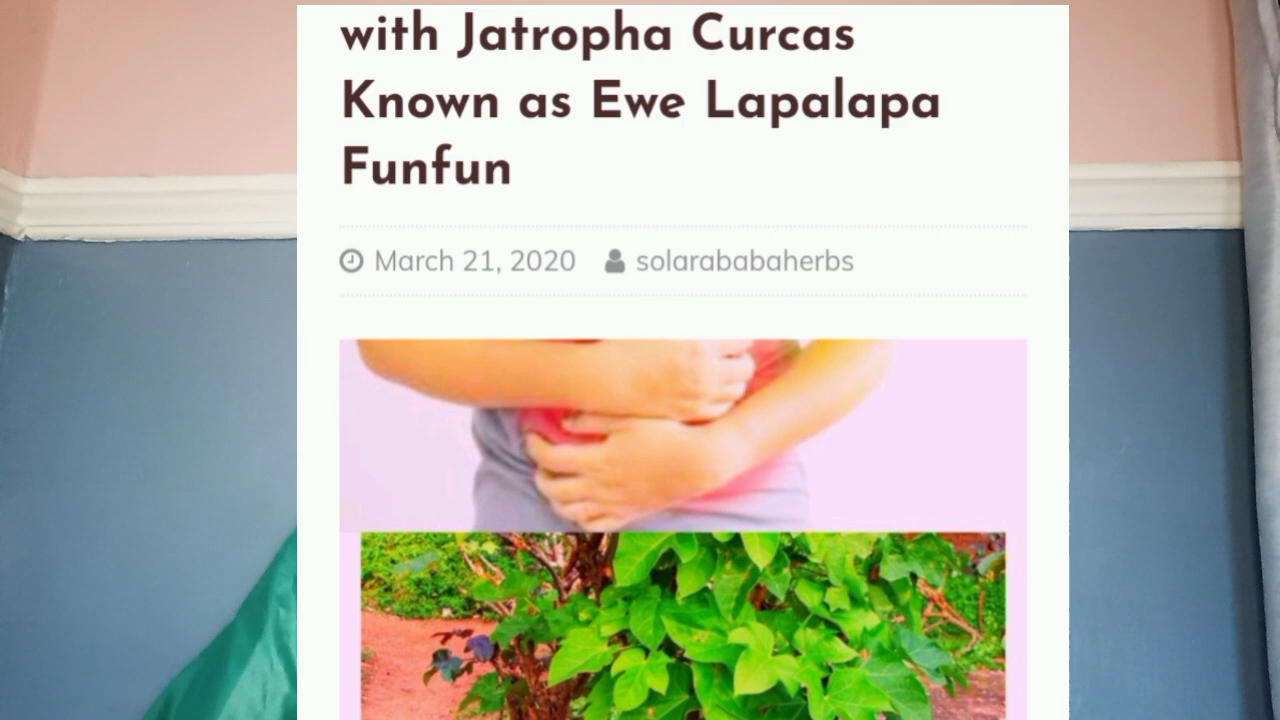 with Jatropha Curcas
Known as Ewe Lapalapa
Funfun
March 21, 2020 solarababaherbs